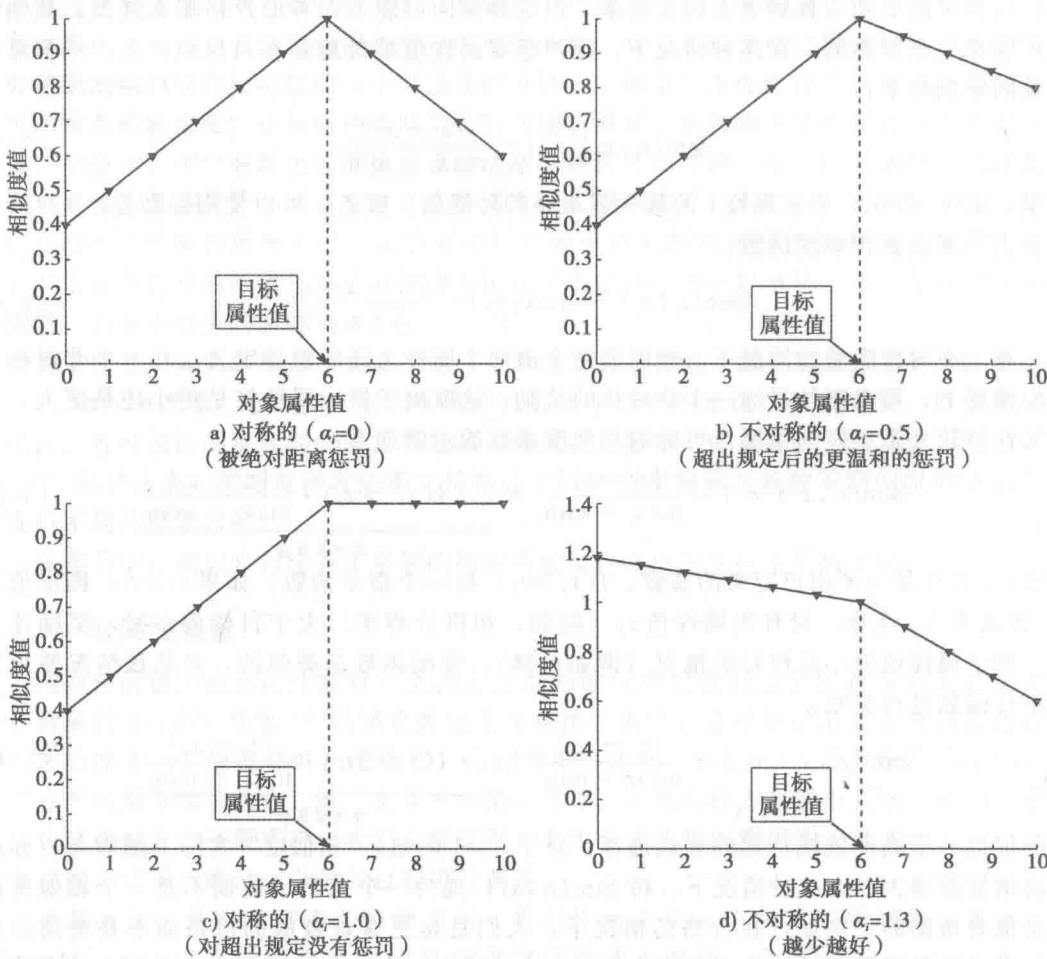 1
0.9
0.8
0.7
0.6
0.5
0.4
0.3
0.2
0.1
相似度值
目标
属性值
0 1 2 3 4 5 6 7 8 9 10
对象属性值
a) 对称的（αᵢ=0）
（被绝对距离惩罚）
1
0.9
0.8
0.7
0.6
0.5
0.4
0.3
0.2
0.1
相似度值
目标
属性值
0 1 2 3 4 5 6 7 8 9 10
对象属性值
b) 不对称的（αᵢ=0.5）
（超出规定后的更温和的惩罚）
1
0.9
0.8
0.7
0.6
0.5
0.4
0.3
0.2
0.1
0
相似度值
目标
属性值
0 1 2 3 4 5 6 7 8 9 10
对象属性值
c) 对称的（αᵢ=1.0）
（对超出规定没有惩罚）
1.4
1.2
1
0.8
0.6
0.4
0.2
相似度值
目标
属性值
0 1 2 3 4 5 6 7 8 9 10
对象属性值
d) 不对称的（αᵢ=1.3）
（越少越好）